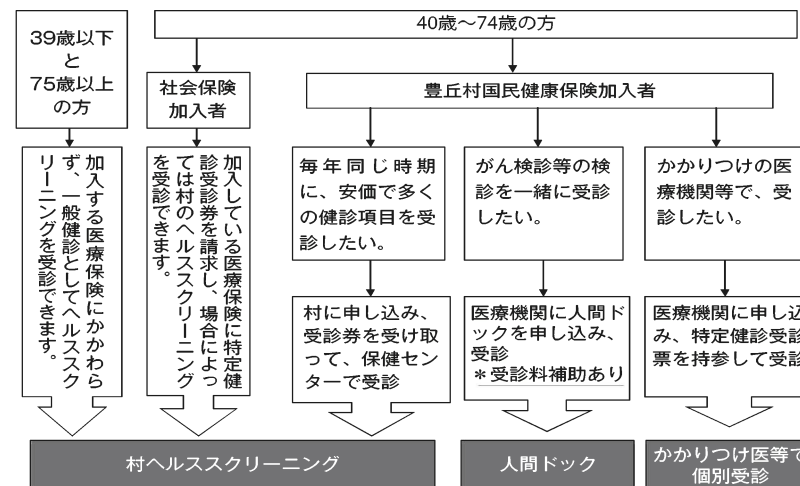 39歳以下
と
75歳以上
の方
40歳～74歳の方
社会保険
加入者
豊丘村国民健康保険加入者
加入する医療保険にかかわら
ず、一般健診としてヘルススク
リーニングを受診できます。
加入している医療保険に特定健
診受診券を請求し、場合によっ
ては村のヘルススクリーニング
を受診できます。
毎年同じ時期
に、安価で多く
の健診項目を受
診したい。
がん検診等の検
診を一緒に受診
したい。
かかりつけの医
療機関等で、受
診したい。
村に申し込み、
受診券を受け取
って、保健セン
ターで受診
医療機関に人間ド
ックを申し込み、
受診
＊受診料補助あり
医療機関に申し込
み、特定健診受診
票を持参して受診
村ヘルススクリーニング
人間ドック
かかりつけ医等で
個別受診